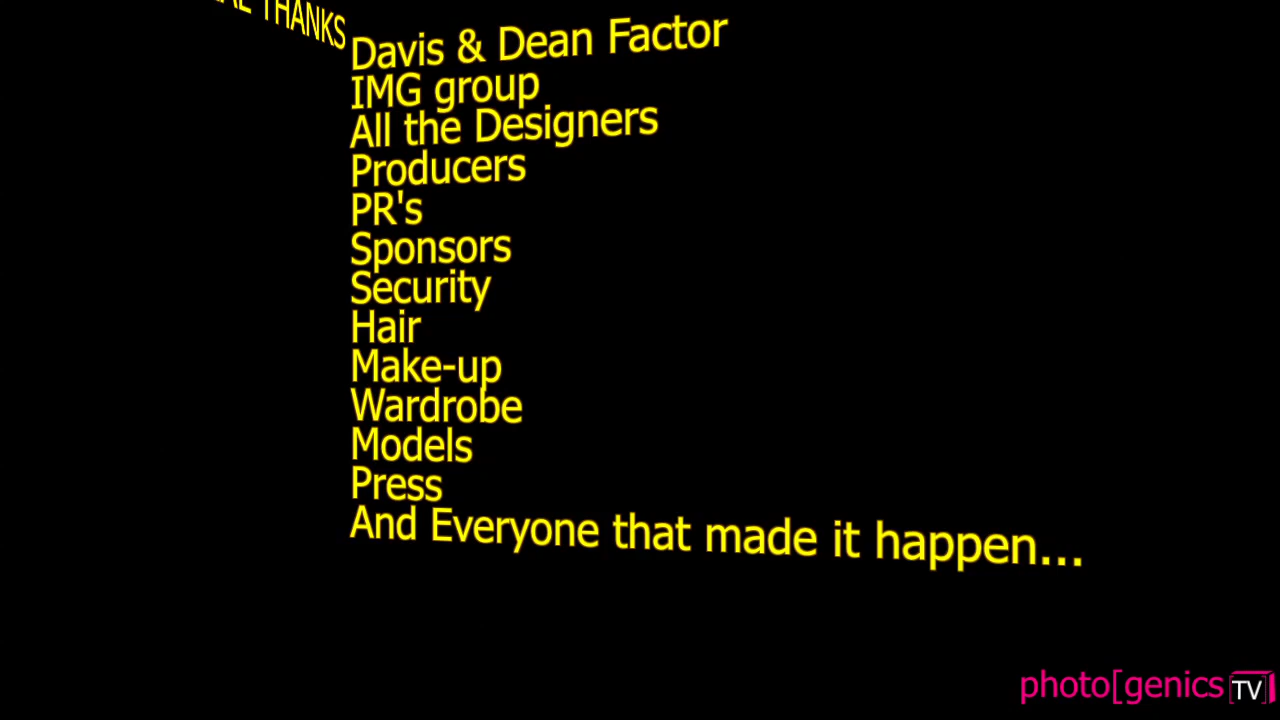 THANKS
Davis & Dean Factor
IMG group
All the Designers
Producers
PR's
Sponsors
Security
Hair
Make-up
Wardrobe
Models
Press
And Everyone that made it happen...
photo[genics TV]